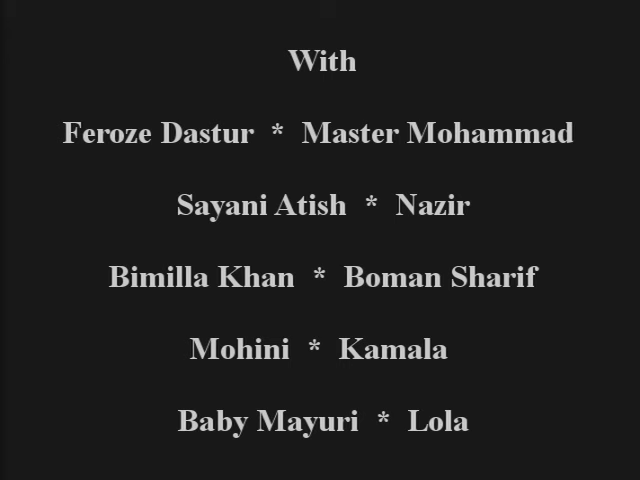 With
Feroze Dastur * Master Mohammad
Sayani Atish * Nazir
Bimilla Khan * Boman Sharif
Mohini * Kamala
Baby Mayuri * Lola